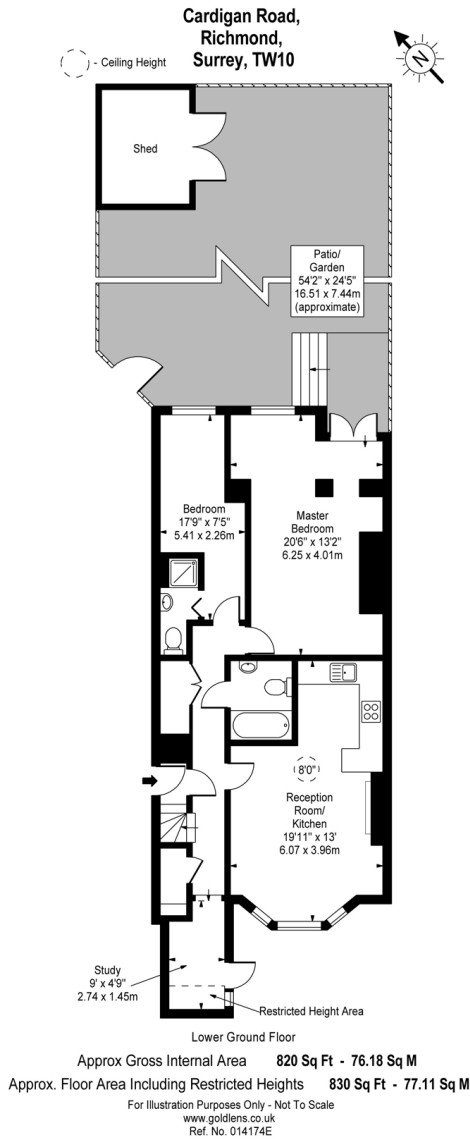 Cardigan Road,
Richmond,
Surrey, TW10
- Ceiling Height
N
Shed
Patio/
Garden
54'2" x 24'5"
16.51 x 7.44m
(approximate)
Bedroom
17'9" x 7'5"
5.41 x 2.26m
Master
Bedroom
20'6" x 13'2"
6.25 x 4.01m
8'0"
Reception
Room/
Kitchen
19'11" x 13'
6.07 x 3.96m
Study
9' x 4'9"
2.74 x 1.45m
Restricted Height Area
Lower Ground Floor
Approx Gross Internal Area 820 Sq Ft - 76.18 Sq M
Approx. Floor Area Including Restricted Heights 830 Sq Ft - 77.11 Sq M
For Illustration Purposes Only - Not To Scale
www.goldlens.co.uk
Ref. No. 014174E